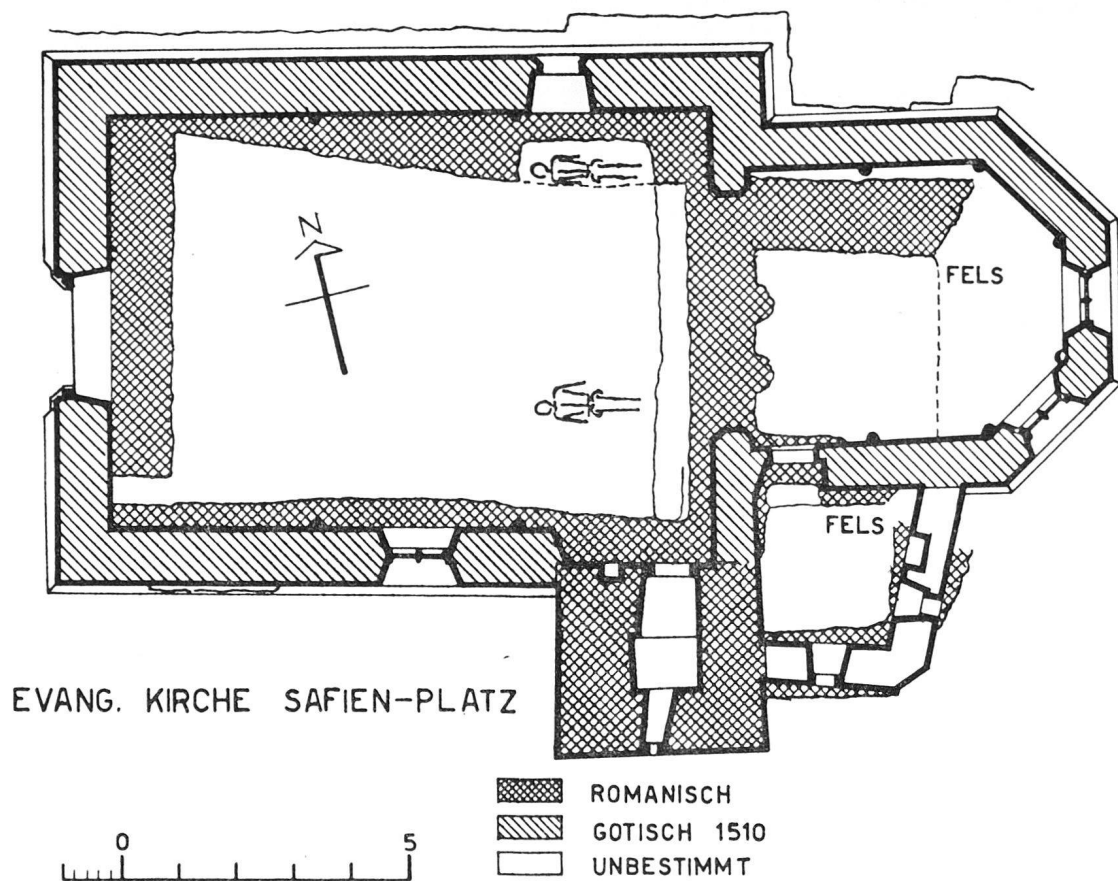 N
FELS
FELS
EVANG. KIRCHE SAFIEN-PLATZ
ROMANISCH
GOTISCH 1510
UNBESTIMMT
0 5